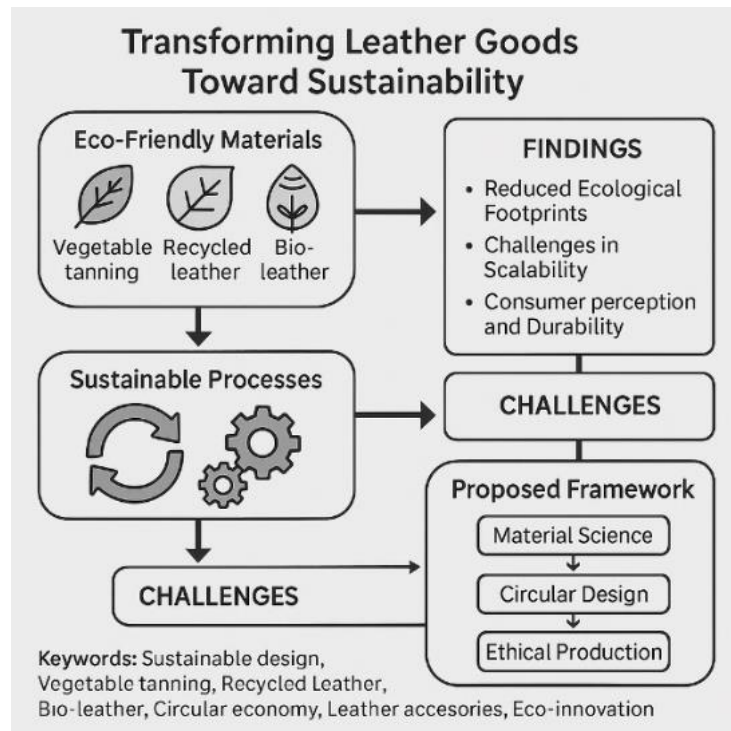 Transforming Leather Goods
Toward Sustainability
Eco-Friendly Materials
Vegetable
tanning
Recycled
leather
Bio-
leather
FINDINGS
• Reduced Ecological
Footprints
• Challenges in
Scalability
• Consumer perception
and Durability
Sustainable Processes
CHALLENGES
Proposed Framework
Material Science
Circular Design
Ethical Production
CHALLENGES
Keywords: Sustainable design,
Vegetable tanning, Recycled Leather,
Bıo-leather, Circular economy, Leather accesories, Eco-innovation